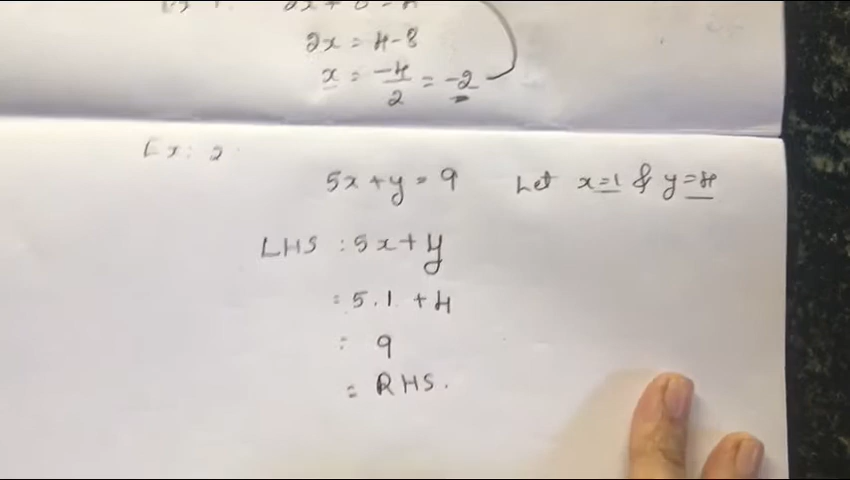 2x = 4-8
x = -4/2 = -2
Ex: 2
5x + y = 9 Let x=1 & y=4
LHS : 5x + y
= 5.1 + 4
= 9
= RHS.